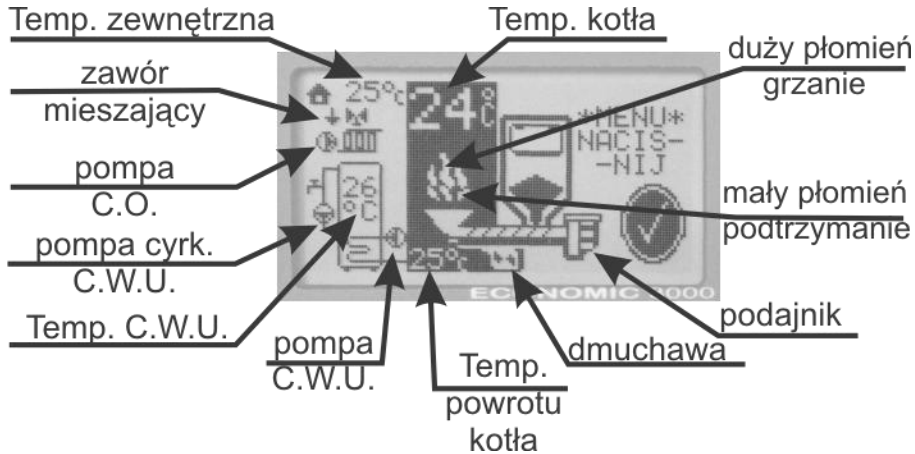 Temp. zewnętrzna
Temp. kotła
duży płomień
grzanie
zawór
mieszający
25°C
24°C
*MENU*
NACIS-
-NIJ
pompa
C.O.
26
°C
mały płomień
podtrzymanie
pompa cyrk.
C.W.U.
25°
ECONOMIC 3000
Temp. C.W.U.
podajnik
pompa
C.W.U.
dmuchawa
Temp.
powrotu
kotła